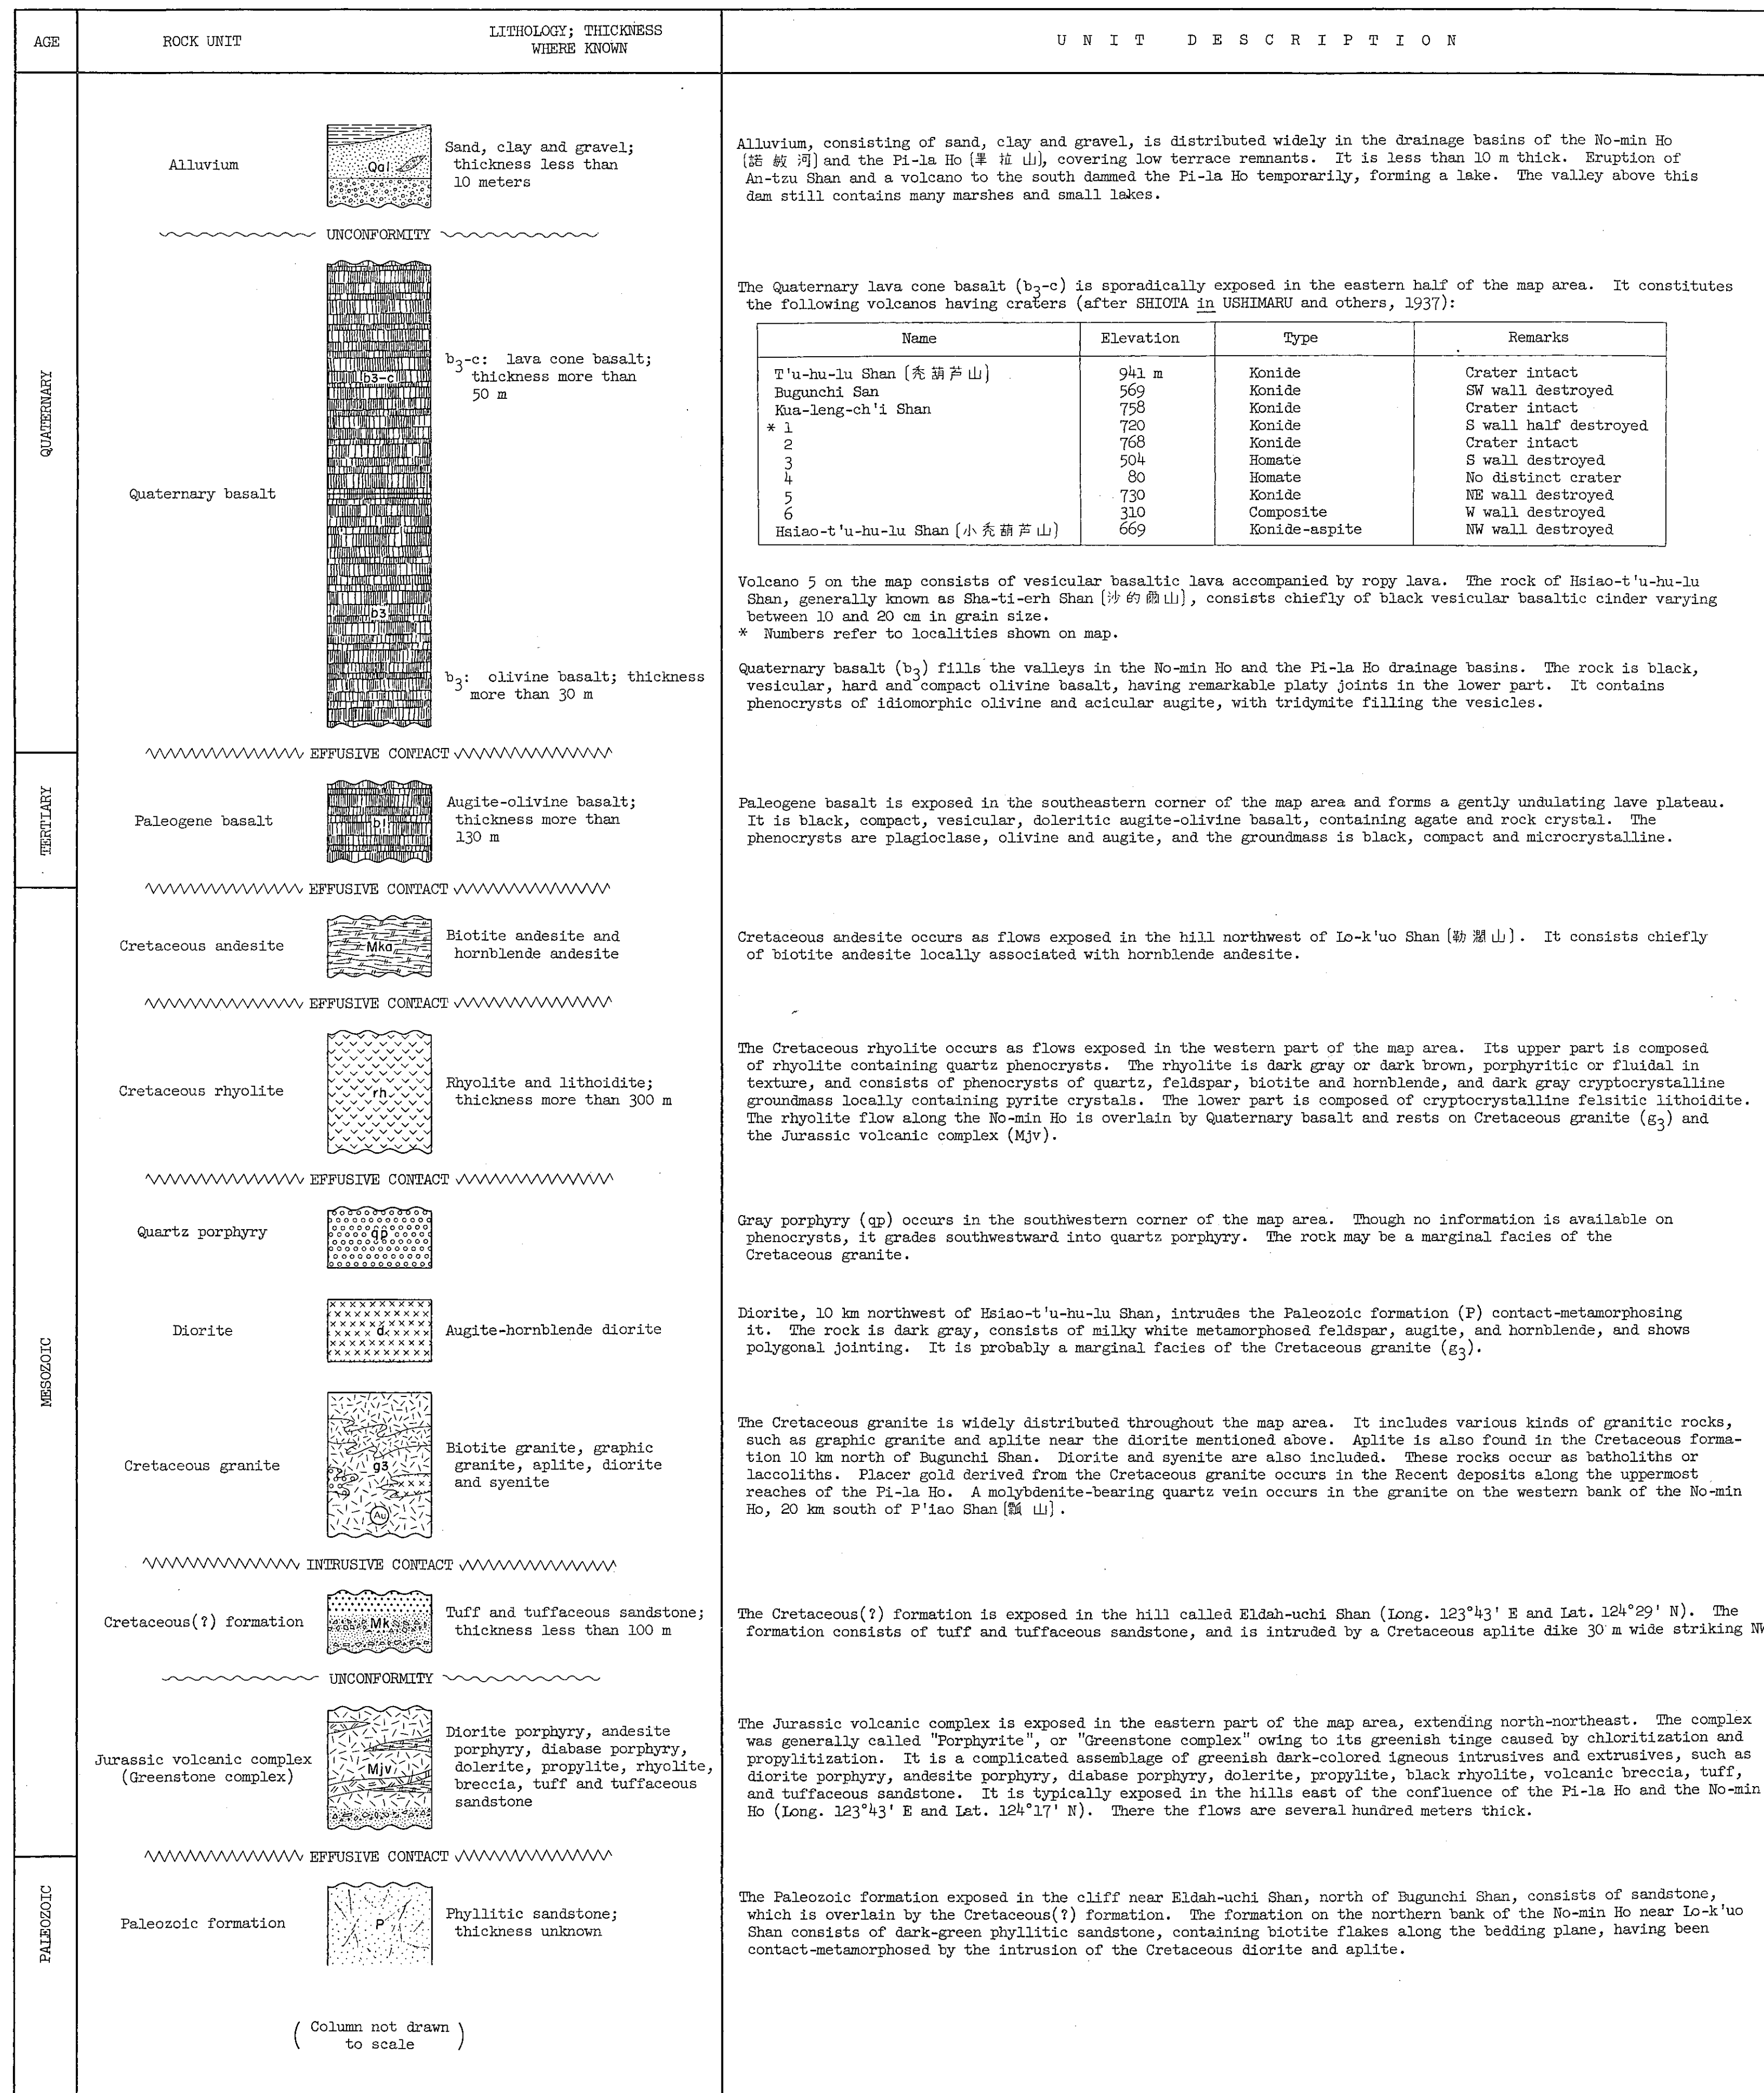 AGE
ROCK UNIT
LITHOLOGY; THICKNESS
WHERE KNOWN
UNIT DESCRIPTION
QUATERNARY
Alluvium
Qal
Sand, clay and gravel;
thickness less than
10 meters
Alluvium, consisting of sand, clay and gravel, is distributed widely in the drainage basins of the No-min Ho
[諾敏河] and the Pi-la Ho [畢拉山], covering low terrace remnants. It is less than 10 m thick. Eruption of
An-tzu Shan and a volcano to the south dammed the Pi-la Ho temporarily, forming a lake. The valley above this
dam still contains many marshes and small lakes.
UNCONFORMITY
Quaternary basalt
b3-c
b3
b3-c: lava cone basalt;
thickness more than
50 m
b3: olivine basalt; thickness
more than 30 m
The Quaternary lava cone basalt (b3-c) is sporadically exposed in the eastern half of the map area. It constitutes
the following volcanos having craters (after SHIOTA in USHIMARU and others, 1937):
Name Elevation Type Remarks
T'u-hu-lu Shan [禿葫芦山] 941 m Konide Crater intact
Bugunchi San 569 Konide SW wall destroyed
Kua-leng-ch'i Shan 758 Konide Crater intact
* 1 720 Konide S wall half destroyed
2 768 Konide Crater intact
3 504 Homate S wall destroyed
4 80 Homate No distinct crater
5 730 Konide NE wall destroyed
6 310 Composite W wall destroyed
Hsiao-t'u-hu-lu Shan [小禿葫芦山] 669 Konide-aspite NW wall destroyed
Volcano 5 on the map consists of vesicular basaltic lava accompanied by ropy lava. The rock of Hsiao-t'u-hu-lu
Shan, generally known as Sha-ti-erh Shan [沙的爾山], consists chiefly of black vesicular basaltic cinder varying
between 10 and 20 cm in grain size.
* Numbers refer to localities shown on map.
Quaternary basalt (b3) fills the valleys in the No-min Ho and the Pi-la Ho drainage basins. The rock is black,
vesicular, hard and compact olivine basalt, having remarkable platy joints in the lower part. It contains
phenocrysts of idiomorphic olivine and acicular augite, with tridymite filling the vesicles.
EFFUSIVE CONTACT
TERTIARY
Paleogene basalt
b1
Augite-olivine basalt;
thickness more than
130 m
Paleogene basalt is exposed in the southeastern corner of the map area and forms a gently undulating lave plateau.
It is black, compact, vesicular, doleritic augite-olivine basalt, containing agate and rock crystal. The
phenocrysts are plagioclase, olivine and augite, and the groundmass is black, compact and microcrystalline.
EFFUSIVE CONTACT
MESOZOIC
Cretaceous andesite
Mka
Biotite andesite and
hornblende andesite
Cretaceous andesite occurs as flows exposed in the hill northwest of Lo-k'uo Shan [勒濶山]. It consists chiefly
of biotite andesite locally associated with hornblende andesite.
EFFUSIVE CONTACT
Cretaceous rhyolite
rh
Rhyolite and lithoidite;
thickness more than 300 m
The Cretaceous rhyolite occurs as flows exposed in the western part of the map area. Its upper part is composed
of rhyolite containing quartz phenocrysts. The rhyolite is dark gray or dark brown, porphyritic or fluidal in
texture, and consists of phenocrysts of quartz, feldspar, biotite and hornblende, and dark gray cryptocrystalline
groundmass locally containing pyrite crystals. The lower part is composed of cryptocrystalline felsitic lithoidite.
The rhyolite flow along the No-min Ho is overlain by Quaternary basalt and rests on Cretaceous granite (g3) and
the Jurassic volcanic complex (Mjv).
EFFUSIVE CONTACT
Quartz porphyry
qp
Gray porphyry (qp) occurs in the southwestern corner of the map area. Though no information is available on
phenocrysts, it grades southwestward into quartz porphyry. The rock may be a marginal facies of the
Cretaceous granite.
Diorite
d
Augite-hornblende diorite
Diorite, 10 km northwest of Hsiao-t'u-hu-lu Shan, intrudes the Paleozoic formation (P) contact-metamorphosing
it. The rock is dark gray, consists of milky white metamorphosed feldspar, augite, and hornblende, and shows
polygonal jointing. It is probably a marginal facies of the Cretaceous granite (g3).
Cretaceous granite
g3
Au
Biotite granite, graphic
granite, aplite, diorite
and syenite
The Cretaceous granite is widely distributed throughout the map area. It includes various kinds of granitic rocks,
such as graphic granite and aplite near the diorite mentioned above. Aplite is also found in the Cretaceous forma-
tion 10 km north of Bugunchi Shan. Diorite and syenite are also included. These rocks occur as batholiths or
laccoliths. Placer gold derived from the Cretaceous granite occurs in the Recent deposits along the uppermost
reaches of the Pi-la Ho. A molybdenite-bearing quartz vein occurs in the granite on the western bank of the No-min
Ho, 20 km south of P'iao Shan [瓢山].
INTRUSIVE CONTACT
Cretaceous(?) formation
Mk
Tuff and tuffaceous sandstone;
thickness less than 100 m
The Cretaceous(?) formation is exposed in the hill called Eldah-uchi Shan (Long. 123°43' E and Lat. 124°29' N). The
formation consists of tuff and tuffaceous sandstone, and is intruded by a Cretaceous aplite dike 30 m wide striking NW
UNCONFORMITY
Jurassic volcanic complex
(Greenstone complex)
Mjv
Diorite porphyry, andesite
porphyry, diabase porphyry,
dolerite, propylite, rhyolite,
breccia, tuff and tuffaceous
sandstone
The Jurassic volcanic complex is exposed in the eastern part of the map area, extending north-northeast. The complex
was generally called "Porphyrite", or "Greenstone complex" owing to its greenish tinge caused by chloritization and
propylitization. It is a complicated assemblage of greenish dark-colored igneous intrusives and extrusives, such as
diorite porphyry, andesite porphyry, diabase porphyry, dolerite, propylite, black rhyolite, volcanic breccia, tuff,
and tuffaceous sandstone. It is typically exposed in the hills east of the confluence of the Pi-la Ho and the No-min
Ho (Long. 123°43' E and Lat. 124°17' N). There the flows are several hundred meters thick.
EFFUSIVE CONTACT
PALEOZOIC
Paleozoic formation
P
Phyllitic sandstone;
thickness unknown
The Paleozoic formation exposed in the cliff near Eldah-uchi Shan, north of Bugunchi Shan, consists of sandstone,
which is overlain by the Cretaceous(?) formation. The formation on the northern bank of the No-min Ho near Lo-k'uo
Shan consists of dark-green phyllitic sandstone, containing biotite flakes along the bedding plane, having been
contact-metamorphosed by the intrusion of the Cretaceous diorite and aplite.
(Column not drawn
to scale)